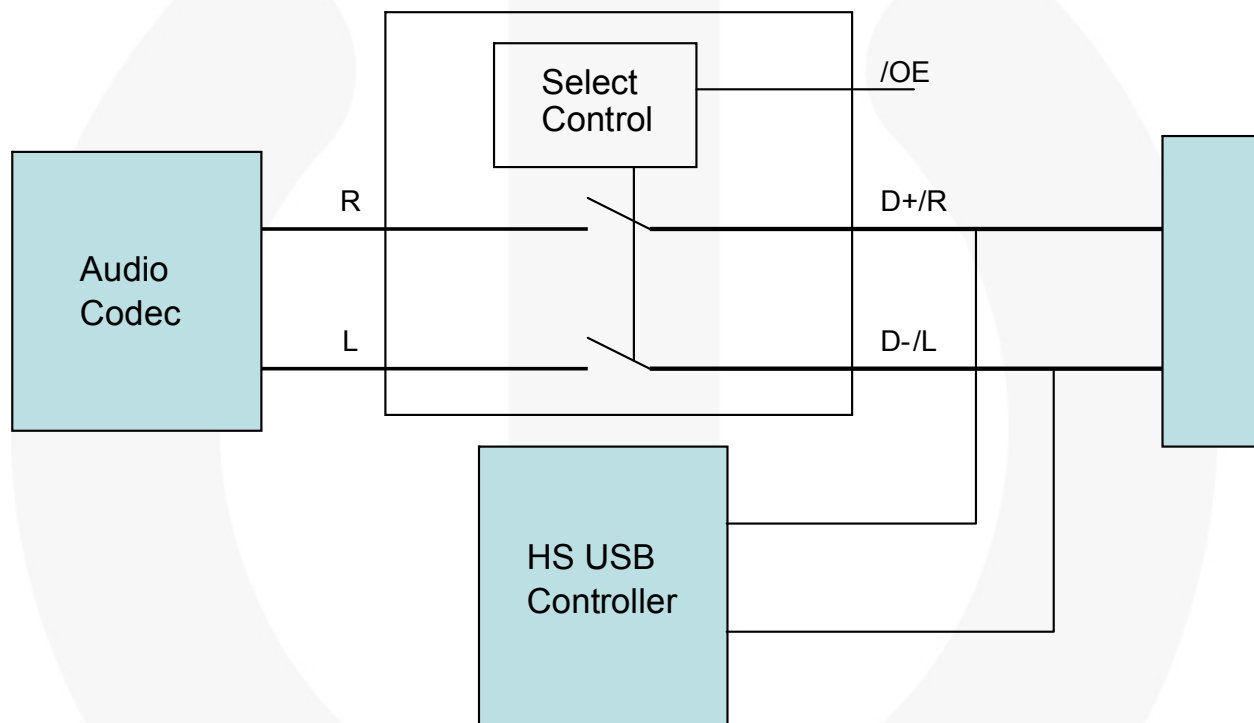 Select
Control
/OE
R
D+/R
Audio
Codec
L
D-/L
HS USB
Controller